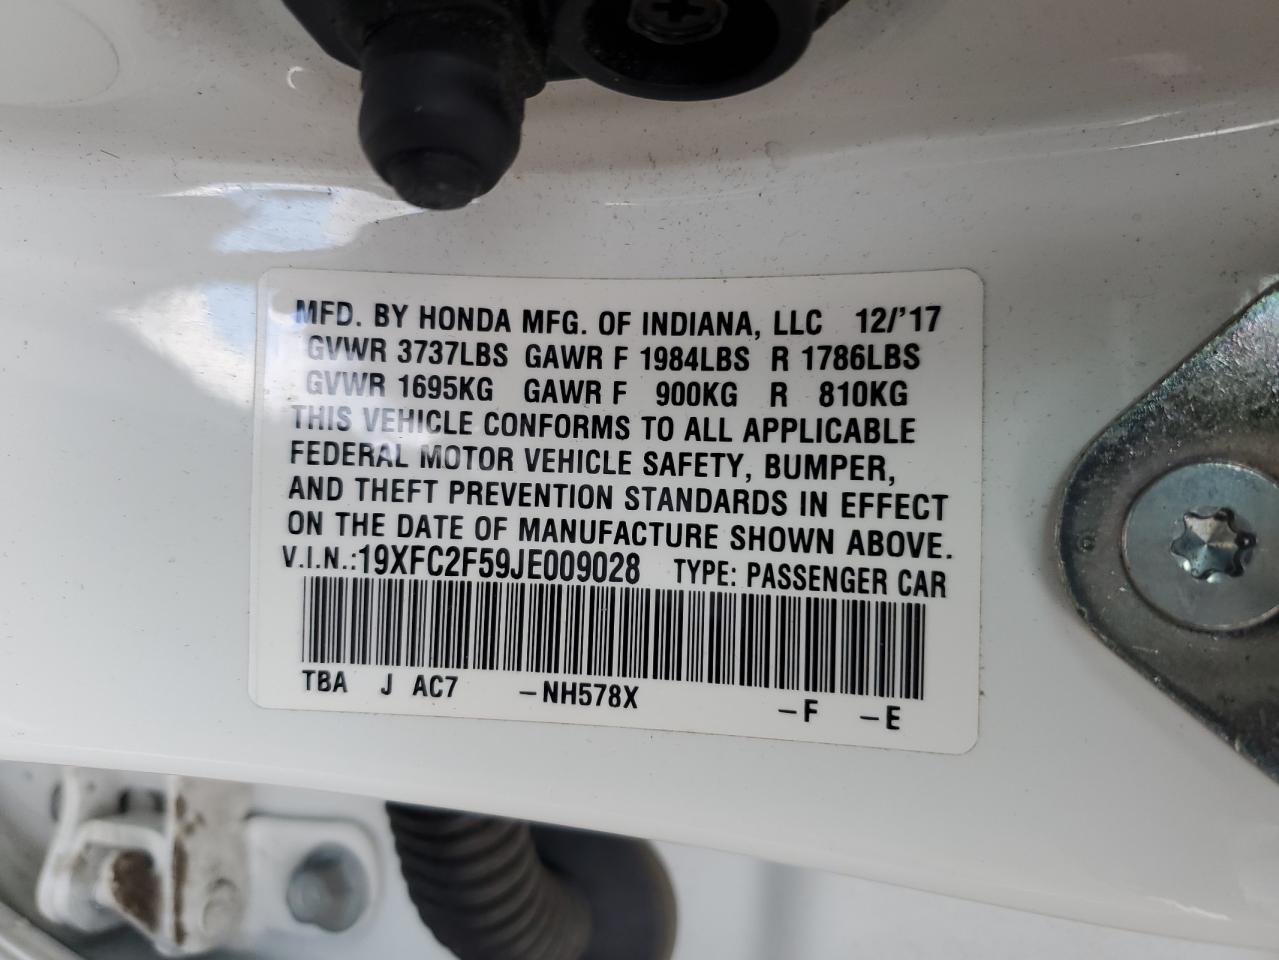 MFD. BY HONDA MFG. OF INDIANA, LLC 12/'17
GVWR 3737LBS GAWR F 1984LBS R 1786LBS
GVWR 1695KG GAWR F 900KG R 810KG
THIS VEHICLE CONFORMS TO ALL APPLICABLE
FEDERAL MOTOR VEHICLE SAFETY, BUMPER,
AND THEFT PREVENTION STANDARDS IN EFFECT
ON THE DATE OF MANUFACTURE SHOWN ABOVE.
V.I.N.:19XFC2F59JE009028 TYPE: PASSENGER CAR
TBA J AC7 -NH578X -F -E